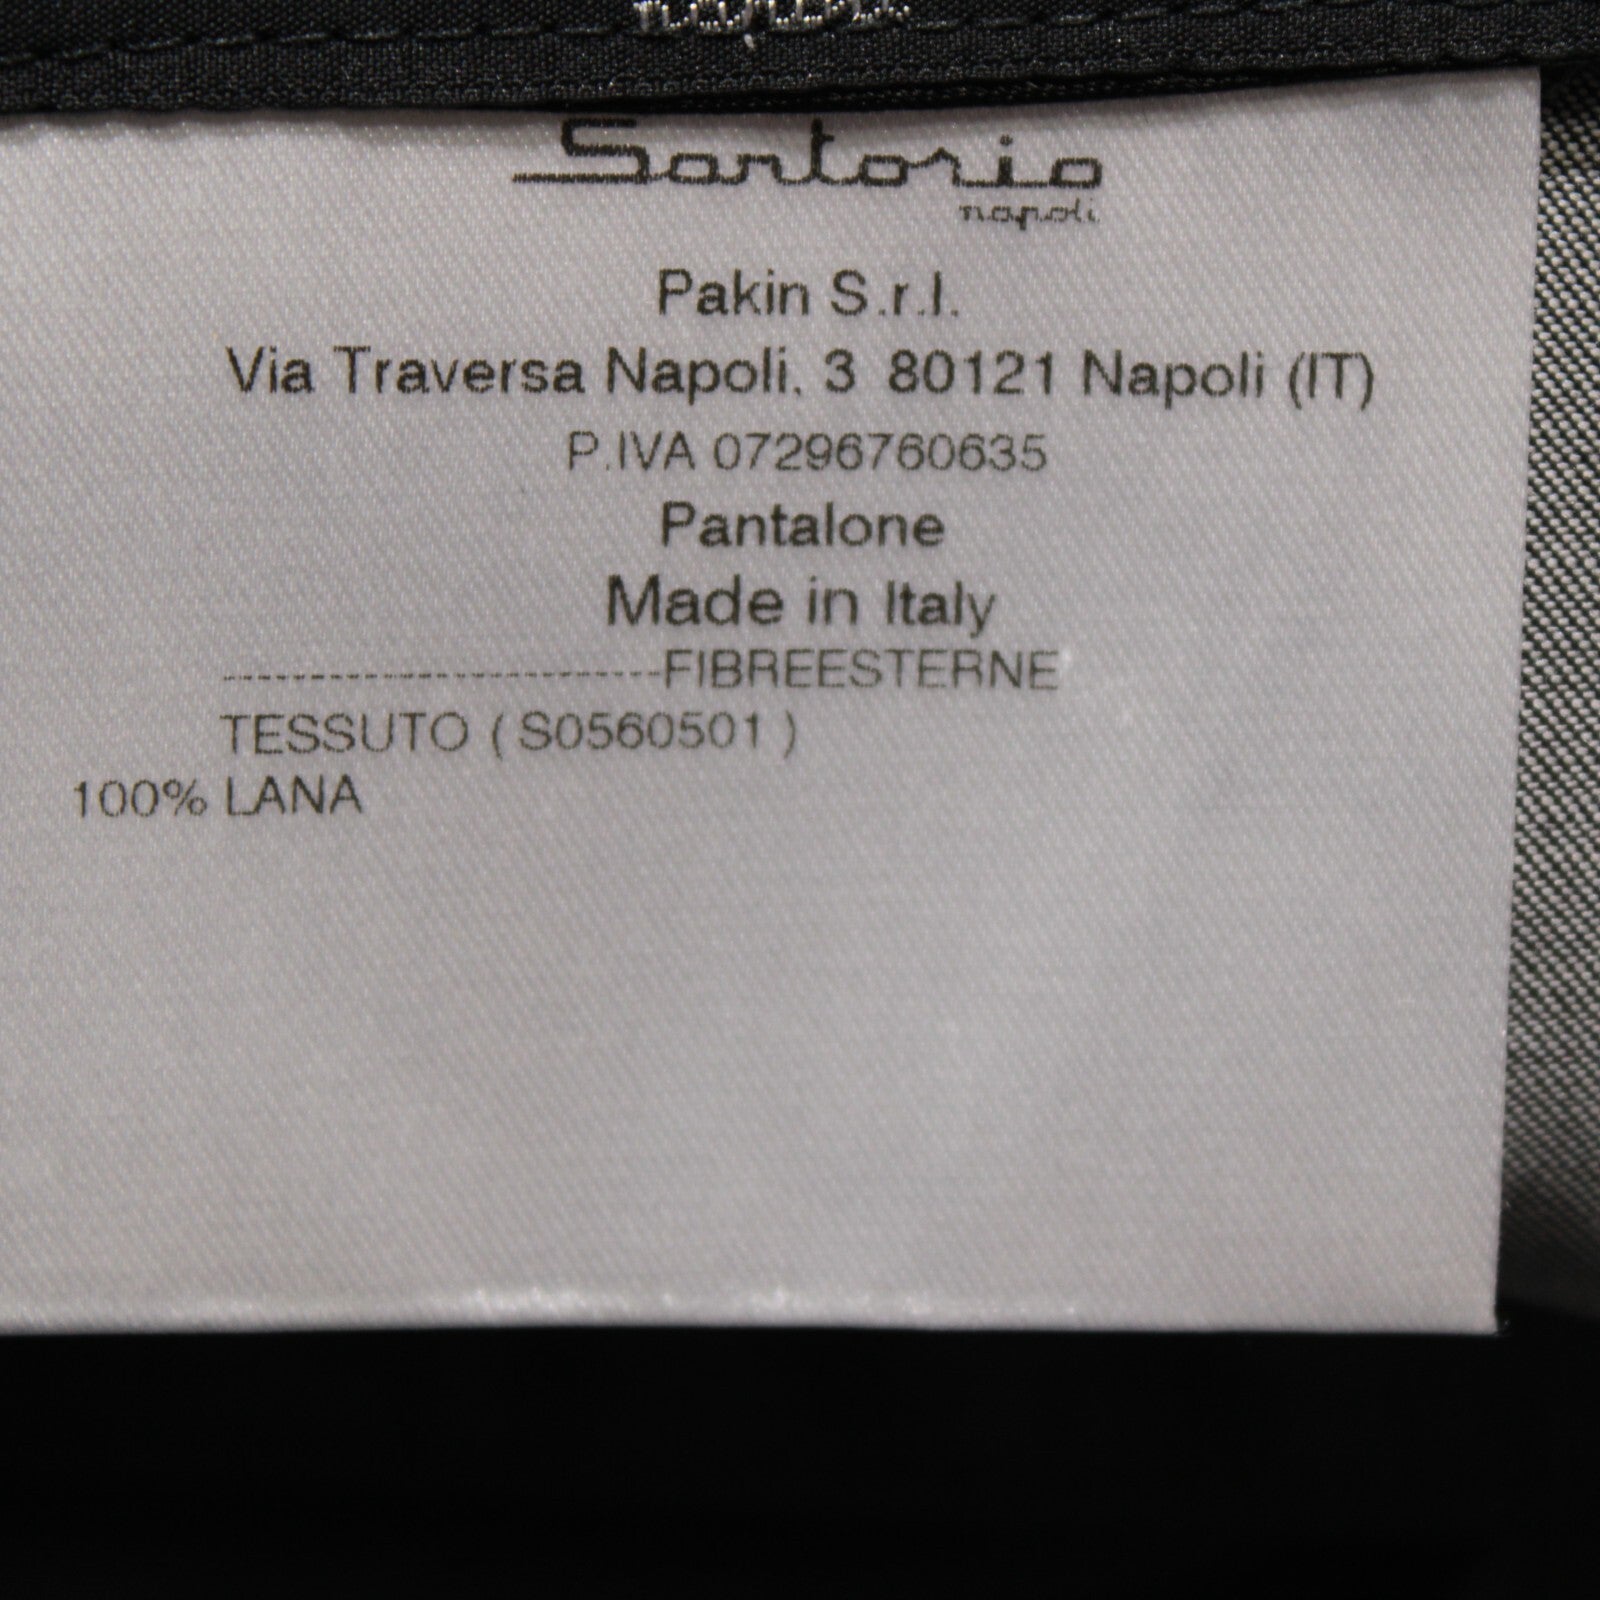 Sartorio
napoli
Pakin S.r.l.
Via Traversa Napoli, 3 80121 Napoli (IT)
P.IVA 07296760635
Pantalone
Made in Italy
------------------------FIBREESTERNE
TESSUTO ( S0560501 )
100% LANA